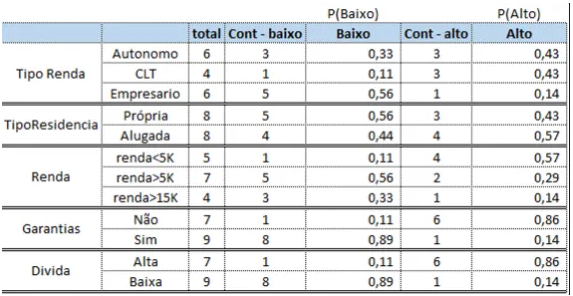 P(Baixo) P(Alto)
total Cont - baixo Baixo Cont - alto Alto
Tipo Renda Autonomo 6 3 0,33 3 0,43
CLT 4 1 0,11 3 0,43
Empresario 6 5 0,56 1 0,14
TipoResidencia Própria 8 5 0,56 3 0,43
Alugada 8 4 0,44 4 0,57
Renda renda<5K 5 1 0,11 4 0,57
renda>5K 7 5 0,56 2 0,29
renda>15K 4 3 0,33 1 0,14
Garantias Não 7 1 0,11 6 0,86
Sim 9 8 0,89 1 0,14
Divida Alta 7 1 0,11 6 0,86
Baixa 9 8 0,89 1 0,14